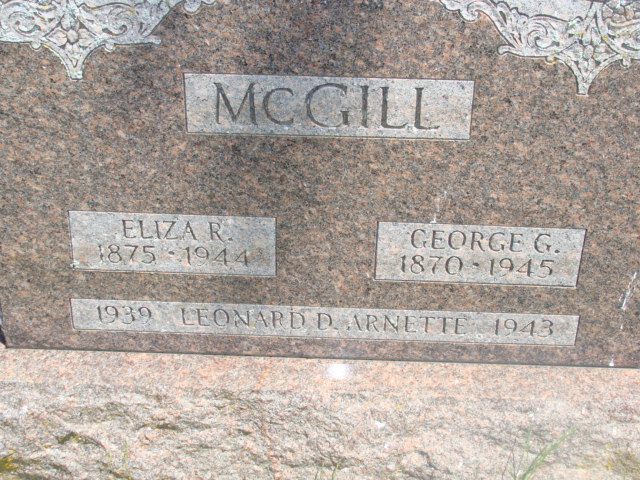 McGILL
ELIZA R.
1875 · 1944
GEORGE G.
1870 · 1945
1939 LEONARD D. ARNETTE 1943